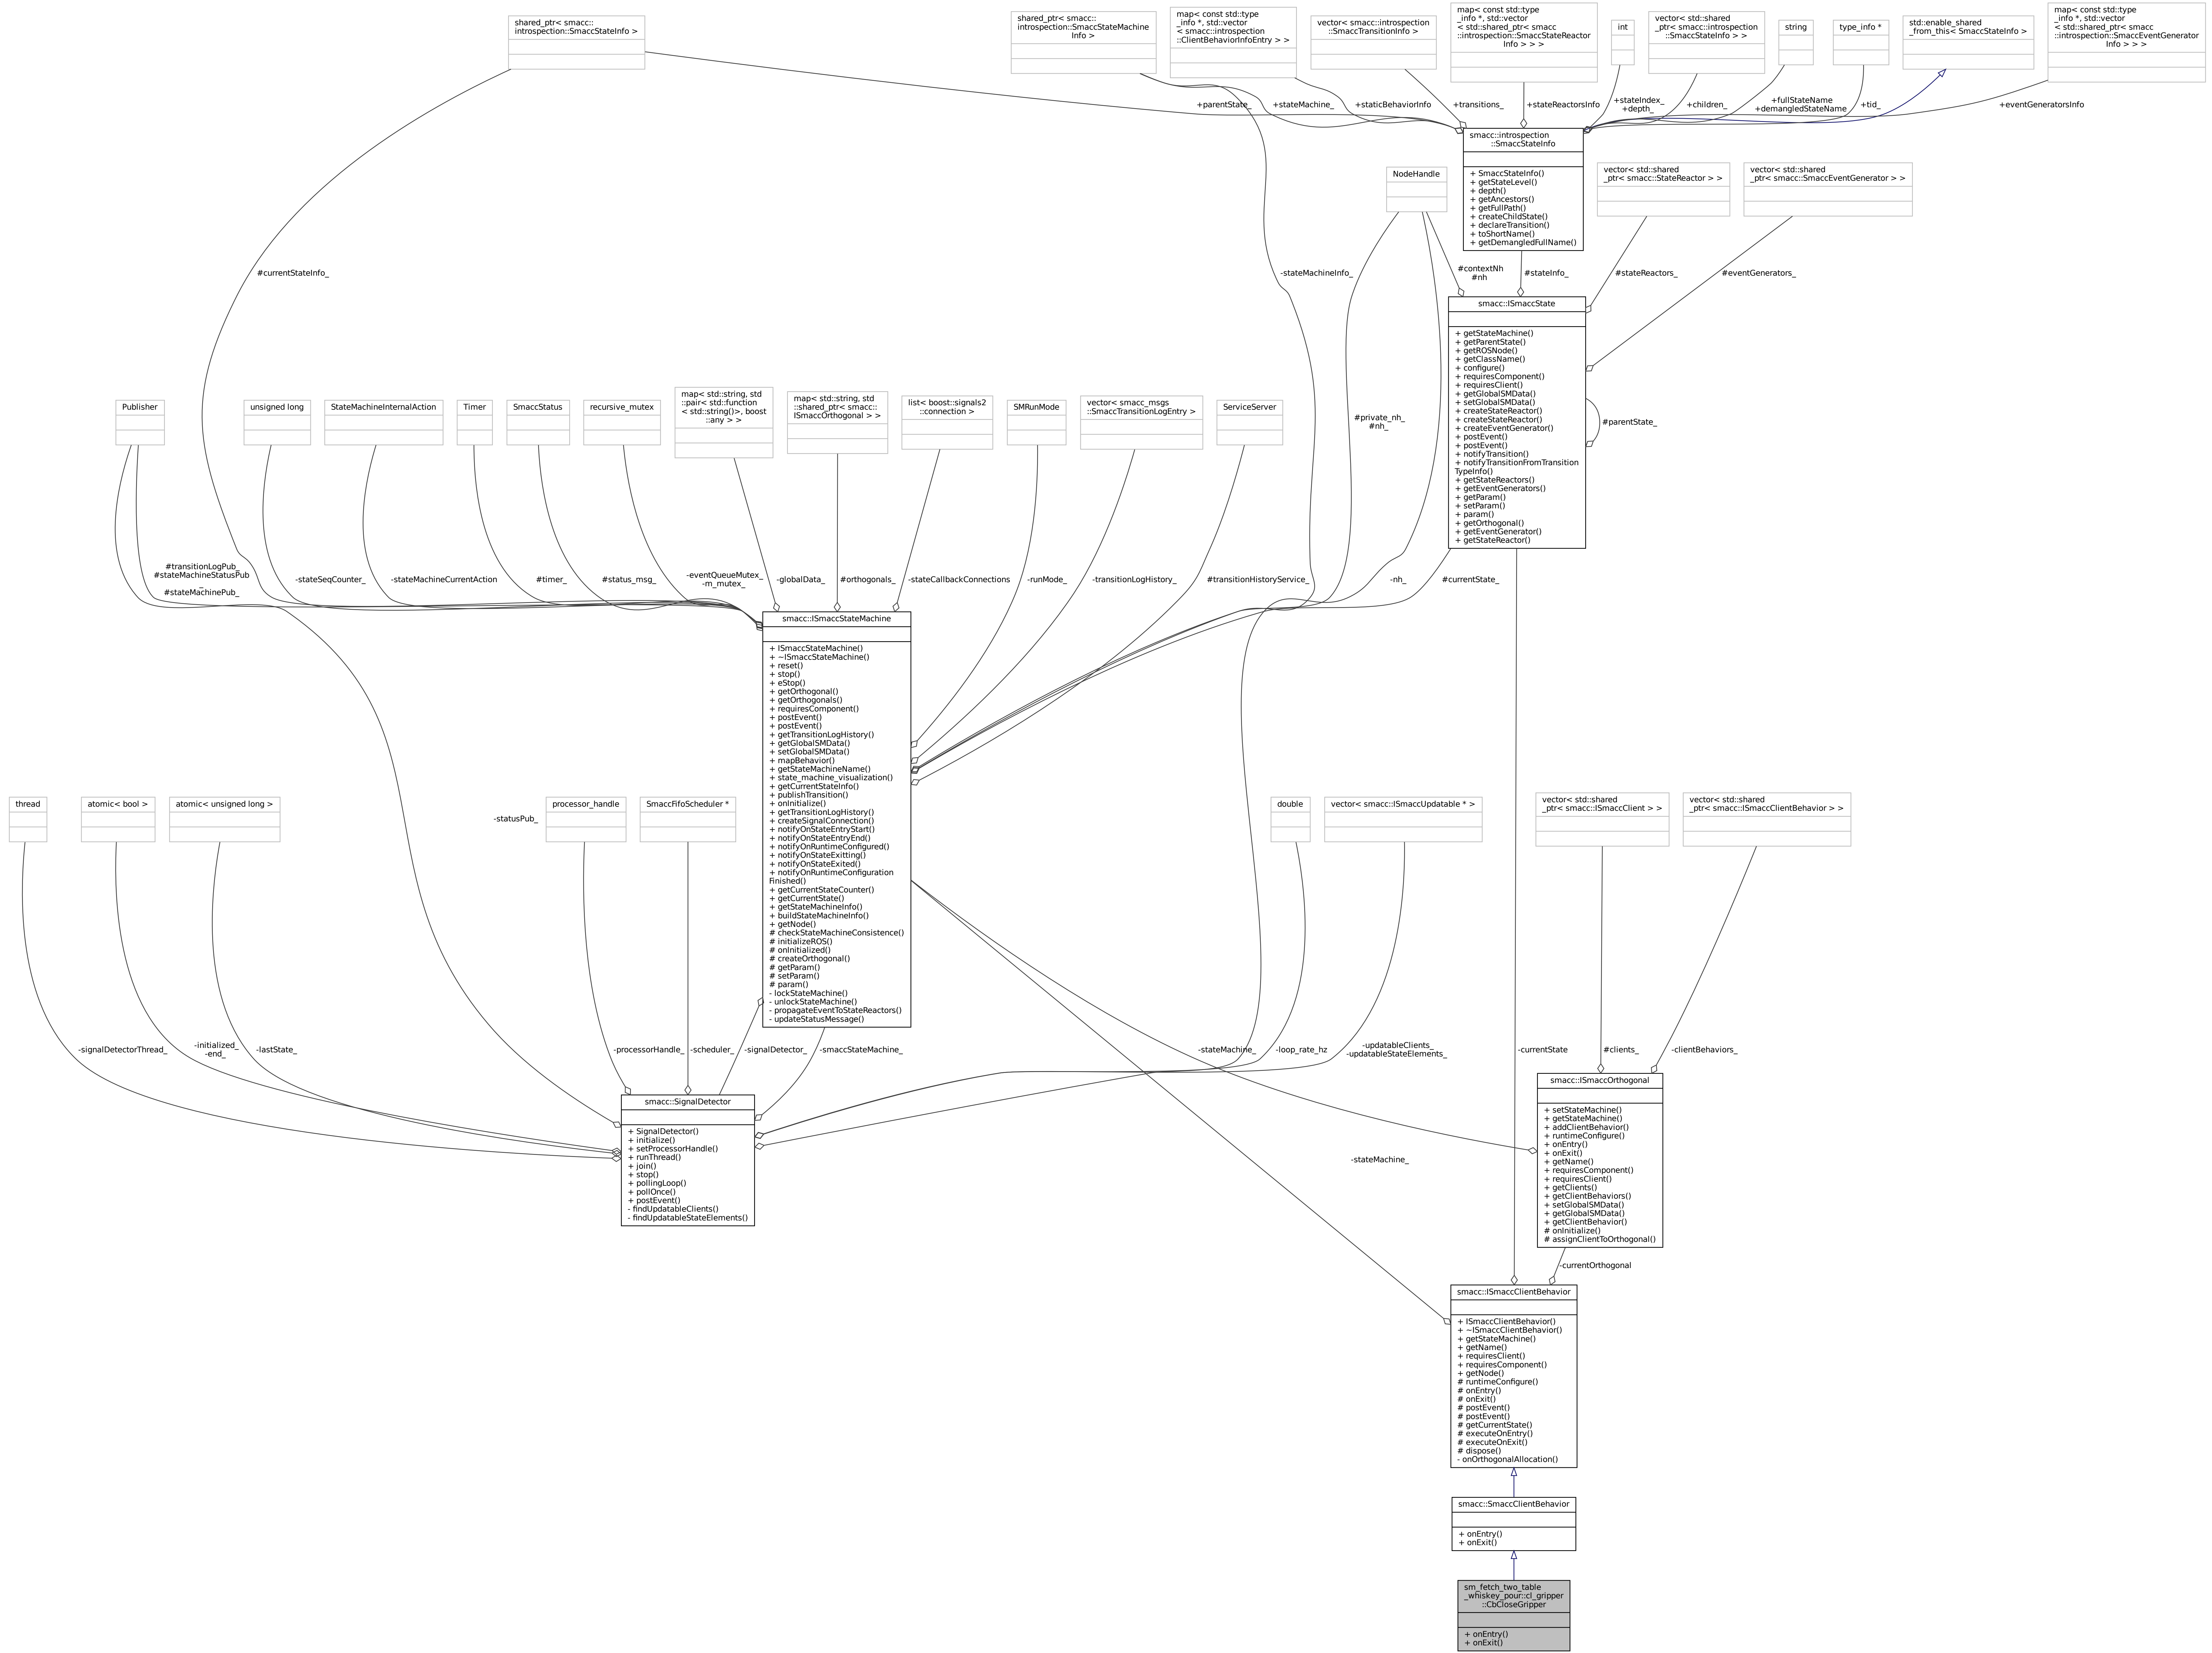 shared_ptr< smacc::
introspection::SmaccStateInfo >
shared_ptr< smacc::
introspection::SmaccStateMachine
Info >
map< const std::type
_info *, std::vector
< smacc::introspection
::ClientBehaviorInfoEntry > >
vector< smacc::introspection
::SmaccTransitionInfo >
map< const std::type
_info *, std::vector
< std::shared_ptr< smacc
::introspection::SmaccStateReactor
Info > > >
int
vector< std::shared
_ptr< smacc::introspection
::SmaccStateInfo > >
string
type_info *
std::enable_shared
_from_this< SmaccStateInfo >
map< const std::type
_info *, std::vector
< std::shared_ptr< smacc
::introspection::SmaccEventGenerator
Info > > >
+parentState_
+stateMachine_
+staticBehaviorInfo
+transitions_
+stateReactorsInfo
+stateIndex_
+depth_
+children_
+fullStateName
+demangledStateName
+tid_
+eventGeneratorsInfo
smacc::introspection
::SmaccStateInfo
+ SmaccStateInfo()
+ getStateLevel()
+ depth()
+ getAncestors()
+ getFullPath()
+ createChildState()
+ declareTransition()
+ toShortName()
+ getDemangledFullName()
NodeHandle
vector< std::shared
_ptr< smacc::StateReactor > >
vector< std::shared
_ptr< smacc::SmaccEventGenerator > >
#currentStateInfo_
-stateMachineInfo_
#contextNh
#nh
#stateInfo_
#stateReactors_
#eventGenerators_
smacc::ISmaccState
+ getStateMachine()
+ getParentState()
+ getROSNode()
+ getClassName()
+ configure()
+ requiresComponent()
+ requiresClient()
+ getGlobalSMData()
+ setGlobalSMData()
+ createStateReactor()
+ createStateReactor()
+ createEventGenerator()
+ postEvent()
+ postEvent()
+ notifyTransition()
+ notifyTransitionFromTransition
TypeInfo()
+ getStateReactors()
+ getEventGenerators()
+ getParam()
+ setParam()
+ param()
+ getOrthogonal()
+ getEventGenerator()
+ getStateReactor()
#parentState_
#private_nh_
#nh_
Publisher
unsigned long
StateMachineInternalAction
Timer
SmaccStatus
recursive_mutex
map< std::string, std
::pair< std::function
< std::string()>, boost
::any > >
map< std::string, std
::shared_ptr< smacc::
ISmaccOrthogonal > >
list< boost::signals2
::connection >
SMRunMode
vector< smacc_msgs
::SmaccTransitionLogEntry >
ServiceServer
#transitionLogPub_
#stateMachineStatusPub
_
#stateMachinePub_
-stateSeqCounter_
-stateMachineCurrentAction
#timer_
#status_msg_
-eventQueueMutex_
-m_mutex_
-globalData_
#orthogonals_
-stateCallbackConnections
-runMode_
-transitionLogHistory_
#transitionHistoryService_
-nh_
#currentState_
smacc::ISmaccStateMachine
+ ISmaccStateMachine()
+ ~ISmaccStateMachine()
+ reset()
+ stop()
+ eStop()
+ getOrthogonal()
+ getOrthogonals()
+ requiresComponent()
+ postEvent()
+ postEvent()
+ getTransitionLogHistory()
+ getGlobalSMData()
+ setGlobalSMData()
+ mapBehavior()
+ getStateMachineName()
+ state_machine_visualization()
+ getCurrentStateInfo()
+ publishTransition()
+ onInitialize()
+ getTransitionLogHistory()
+ createSignalConnection()
+ notifyOnStateEntryStart()
+ notifyOnStateEntryEnd()
+ notifyOnRuntimeConfigured()
+ notifyOnStateExitting()
+ notifyOnStateExited()
+ notifyOnRuntimeConfiguration
Finished()
+ getCurrentStateCounter()
+ getCurrentState()
+ getStateMachineInfo()
+ buildStateMachineInfo()
+ getNode()
# checkStateMachineConsistence()
# initializeROS()
# onInitialized()
# createOrthogonal()
# getParam()
# setParam()
# param()
- lockStateMachine()
- unlockStateMachine()
- propagateEventToStateReactors()
- updateStatusMessage()
thread
atomic< bool >
atomic< unsigned long >
-statusPub_
processor_handle
SmaccFifoScheduler *
double
vector< smacc::ISmaccUpdatable * >
vector< std::shared
_ptr< smacc::ISmaccClient > >
vector< std::shared
_ptr< smacc::ISmaccClientBehavior > >
-signalDetectorThread_
-initialized_
-end_
-lastState_
-processorHandle_
-scheduler_
-signalDetector_
-smaccStateMachine_
-stateMachine_
-loop_rate_hz
-updatableClients_
-updatableStateElements_
-currentState
#clients_
-clientBehaviors_
smacc::SignalDetector
+ SignalDetector()
+ initialize()
+ setProcessorHandle()
+ runThread()
+ join()
+ stop()
+ pollingLoop()
+ pollOnce()
+ postEvent()
- findUpdatableClients()
- findUpdatableStateElements()
smacc::ISmaccOrthogonal
+ setStateMachine()
+ getStateMachine()
+ addClientBehavior()
+ runtimeConfigure()
+ onEntry()
+ onExit()
+ getName()
+ requiresComponent()
+ requiresClient()
+ getClients()
+ getClientBehaviors()
+ setGlobalSMData()
+ getGlobalSMData()
+ getClientBehavior()
# onInitialize()
# assignClientToOrthogonal()
-stateMachine_
-currentOrthogonal
smacc::ISmaccClientBehavior
+ ISmaccClientBehavior()
+ ~ISmaccClientBehavior()
+ getStateMachine()
+ getName()
+ requiresClient()
+ requiresComponent()
+ getNode()
# runtimeConfigure()
# onEntry()
# onExit()
# postEvent()
# postEvent()
# getCurrentState()
# executeOnEntry()
# executeOnExit()
# dispose()
- onOrthogonalAllocation()
smacc::SmaccClientBehavior
+ onEntry()
+ onExit()
sm_fetch_two_table
_whiskey_pour::cl_gripper
::CbCloseGripper
+ onEntry()
+ onExit()